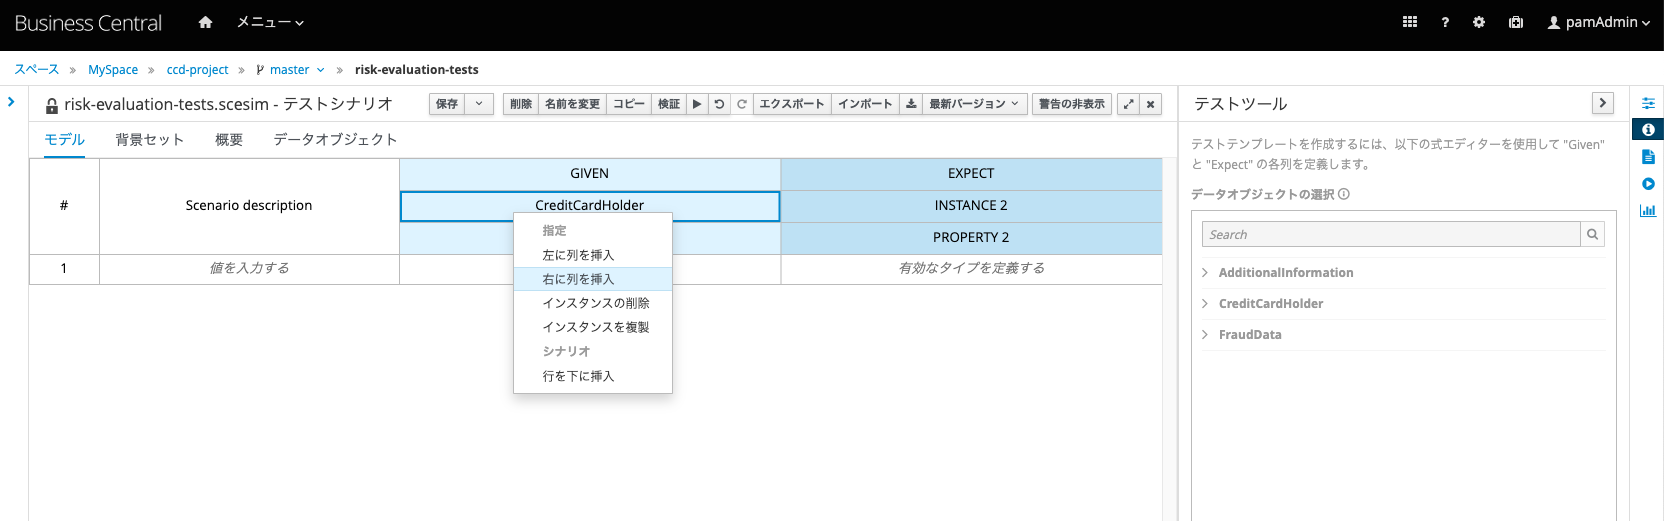 Business Central メニュー ? pamAdmin
スペース » MySpace » ccd-project » master » risk-evaluation-tests
risk-evaluation-tests.scesim - テストシナリオ 保存 削除 名前を変更 コピー 検証 エクスポート インポート 最新バージョン 警告の非表示
モデル 背景セット 概要 データオブジェクト
# Scenario description GIVEN EXPECT
CreditCardHolder INSTANCE 2
PROPERTY 2
1 値を入力する 有効なタイプを定義する
指定
左に列を挿入
右に列を挿入
インスタンスの削除
インスタンスを複製
シナリオ
行を下に挿入
テストツール
テストテンプレートを作成するには、以下の式エディターを使用して "Given"
と "Expect" の各列を定義します。
データオブジェクトの選択
Search
AdditionalInformation
CreditCardHolder
FraudData